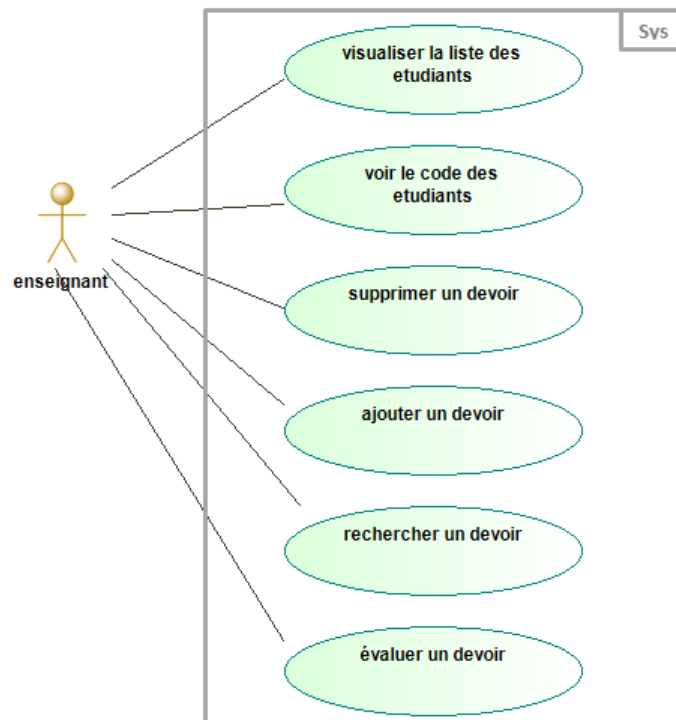 Sys
visualiser la liste des
etudiants
voir le code des
etudiants
enseignant
supprimer un devoir
ajouter un devoir
rechercher un devoir
évaluer un devoir